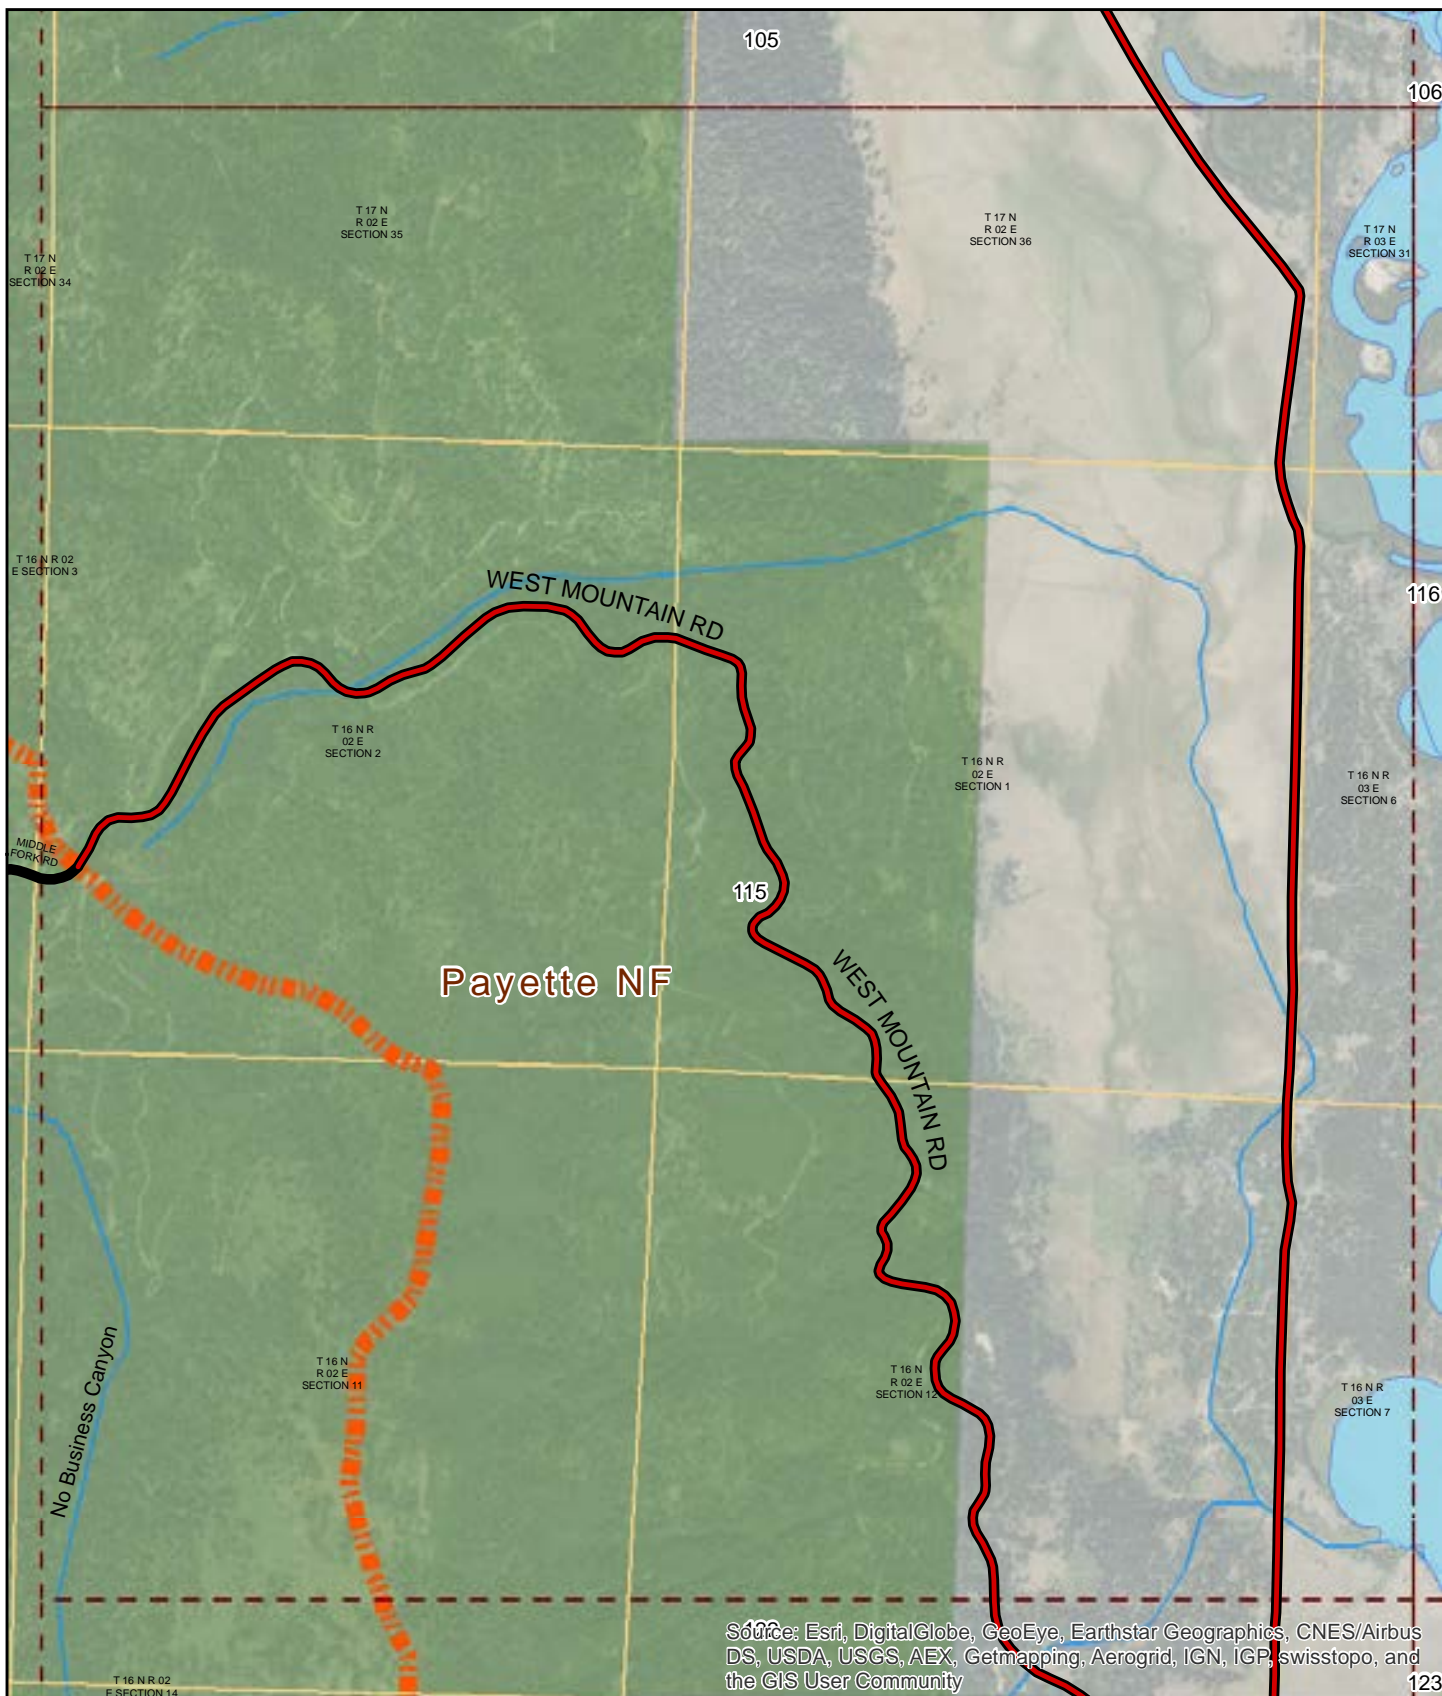 105
106
T 17 N
R 02 E
SECTION 35
T 17 N
R 02 E
SECTION 36
T 17 N
R 03 E
SECTION 31
T 17 N
R 02 E
SECTION 34
T 16 N R 02
E SECTION 3
WEST MOUNTAIN RD
116
T 16 N R
02 E
SECTION 2
T 16 N R
02 E
SECTION 1
T 16 N R
03 E
SECTION 6
MIDDLE
FORK RD
115
Payette NF
WEST MOUNTAIN RD
No Business Canyon
T 16 N
R 02 E
SECTION 11
T 16 N
R 02 E
SECTION 12
T 16 N R
03 E
SECTION 7
Source: Esri, DigitalGlobe, GeoEye, Earthstar Geographics, CNES/Airbus
DS, USDA, USGS, AEX, Getmapping, Aerogrid, IGN, IGP, swisstopo, and
the GIS User Community
T 16 N R 02
E SECTION 14
123